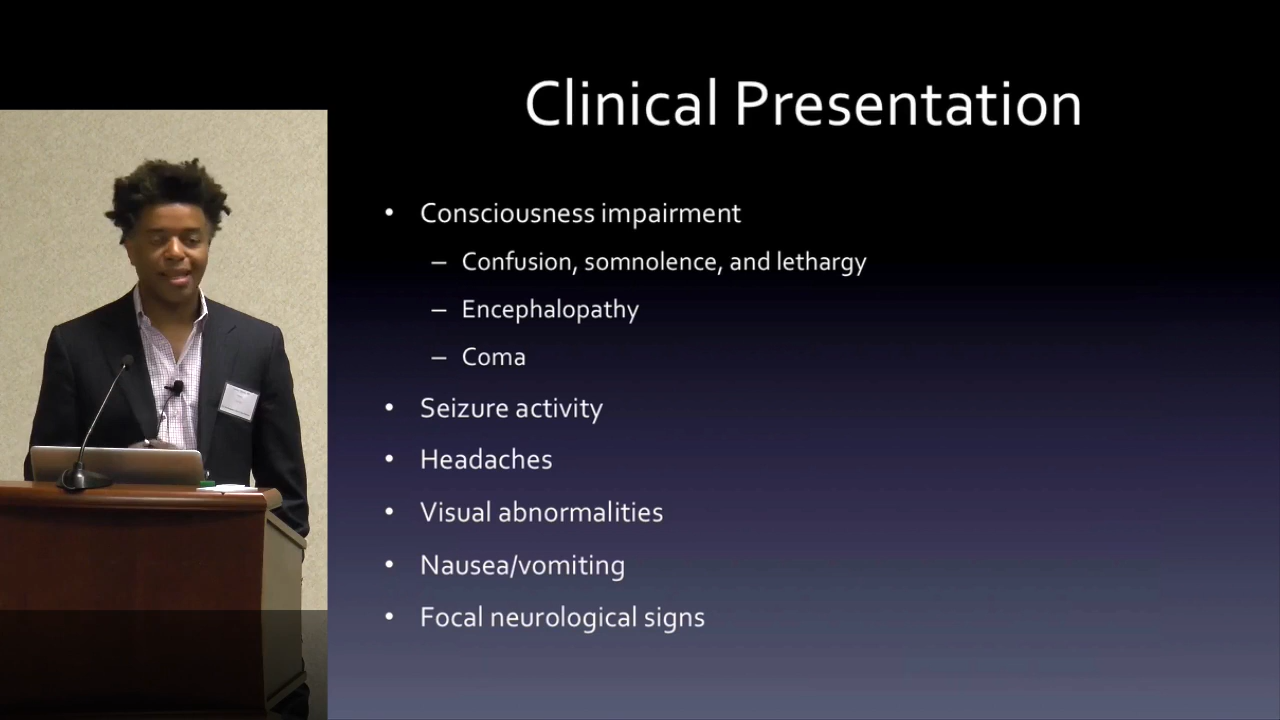 Clinical Presentation
• Consciousness impairment
– Confusion, somnolence, and lethargy
– Encephalopathy
– Coma
• Seizure activity
• Headaches
• Visual abnormalities
• Nausea/vomiting
• Focal neurological signs